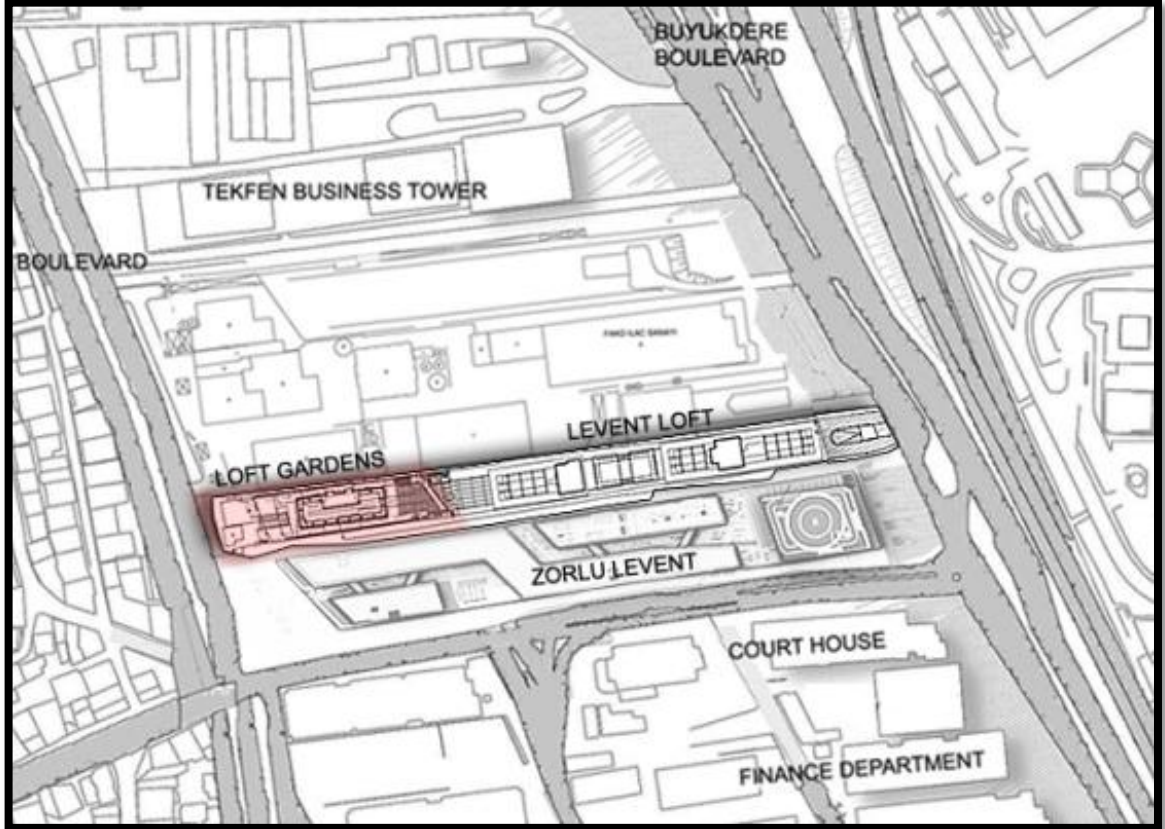 BUYUKDERE
BOULEVARD
TEKFEN BUSINESS TOWER
BOULEVARD
LEVENT LOFT
LOFT GARDENS
ZORLU LEVENT
COURT HOUSE
FINANCE DEPARTMENT